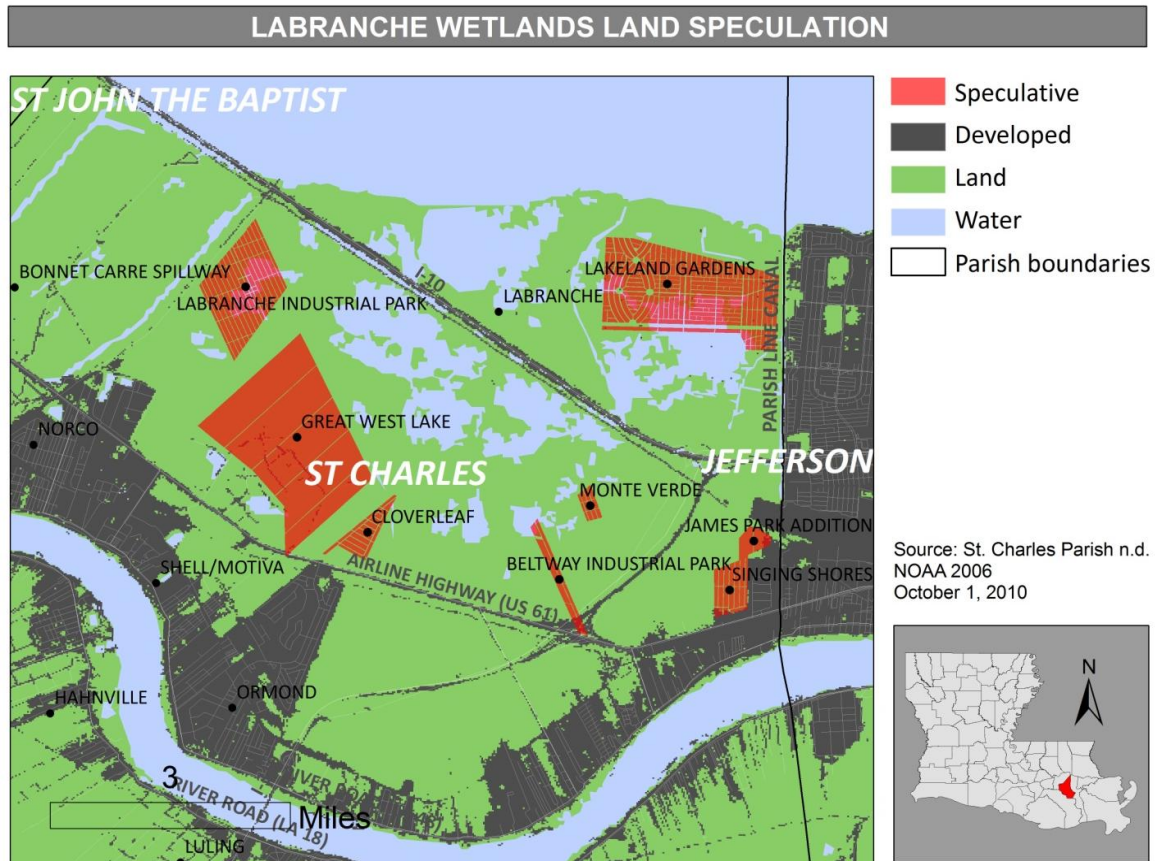 LABRANCHE WETLANDS LAND SPECULATION
ST JOHN THE BAPTIST
Speculative
Developed
Land
Water
Parish boundaries
BONNET CARRE SPILLWAY
LABRANCHE INDUSTRIAL PARK
I-10
LABRANCHE
LAKELAND GARDENS
PARISH LINE CANAL
NORCO
GREAT WEST LAKE
ST CHARLES
JEFFERSON
MONTE VERDE
CLOVERLEAF
JAMES PARK ADDITION
BELTWAY INDUSTRIAL PARK
SINGING SHORES
SHELL/MOTIVA
AIRLINE HIGHWAY (US 61)
HAHNVILLE
ORMOND
3
Miles
RIVER ROAD (LA 18)
LULING
Source: St. Charles Parish n.d.
NOAA 2006
October 1, 2010
N